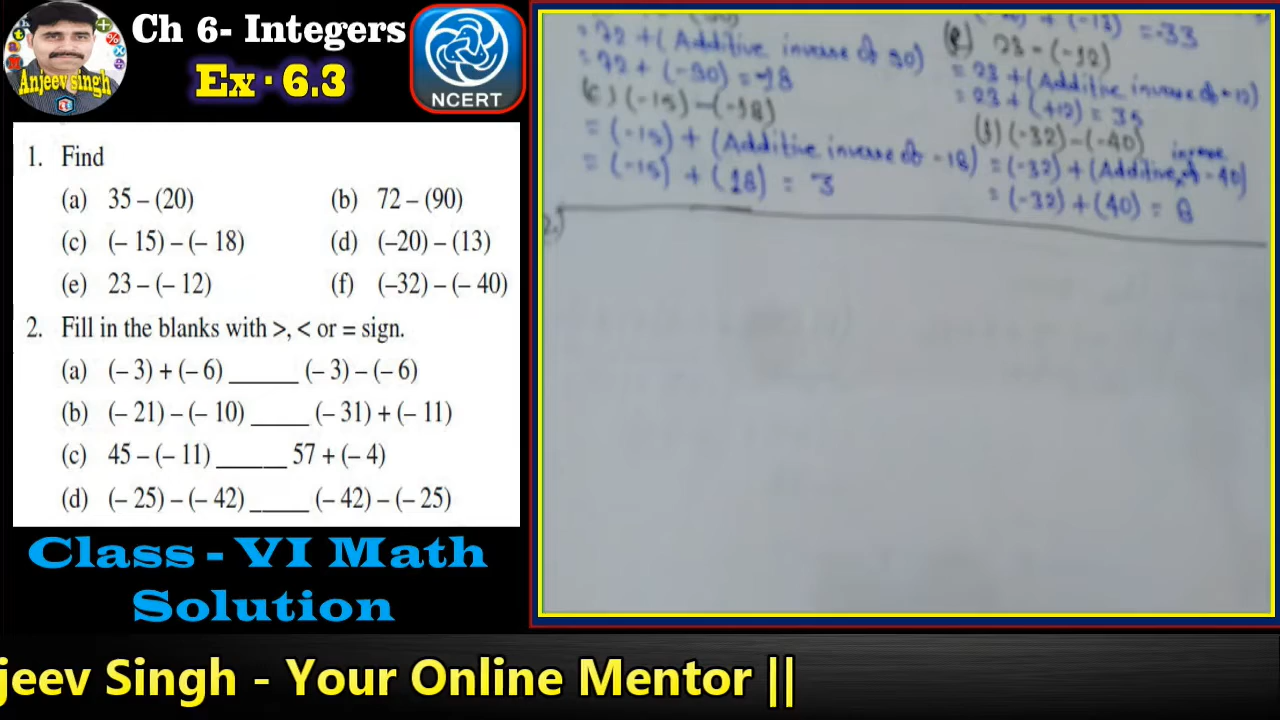 Ch 6- Integers
Ex · 6.3
Anjeev singh
NCERT
1. Find
(a) 35 – (20) (b) 72 – (90)
(c) (– 15) – (– 18) (d) (–20) – (13)
(e) 23 – (– 12) (f) (–32) – (– 40)
2. Fill in the blanks with >, < or = sign.
(a) (– 3) + (– 6) ______ (– 3) – (– 6)
(b) (– 21) – (– 10) _____ (– 31) + (– 11)
(c) 45 – (– 11) ______ 57 + (– 4)
(d) (– 25) – (– 42) _____ (– 42) – (– 25)
Class - VI Math
Solution
= 72 + (Additive inverse of 90)
= 72 + (-90) = -18
(c) (-15) - (-18)
= (-15) + (Additive inverse of -18)
= (-15) + (18) = 3
+ (-13) = -33
(e) 23 - (-12)
= 23 + (Additive inverse of -12)
= 23 + (+12) = 35
(f) (-32) - (-40)
= (-32) + (Additive inverse of -40)
= (-32) + (40) = 8
2.)
jeev Singh - Your Online Mentor ||